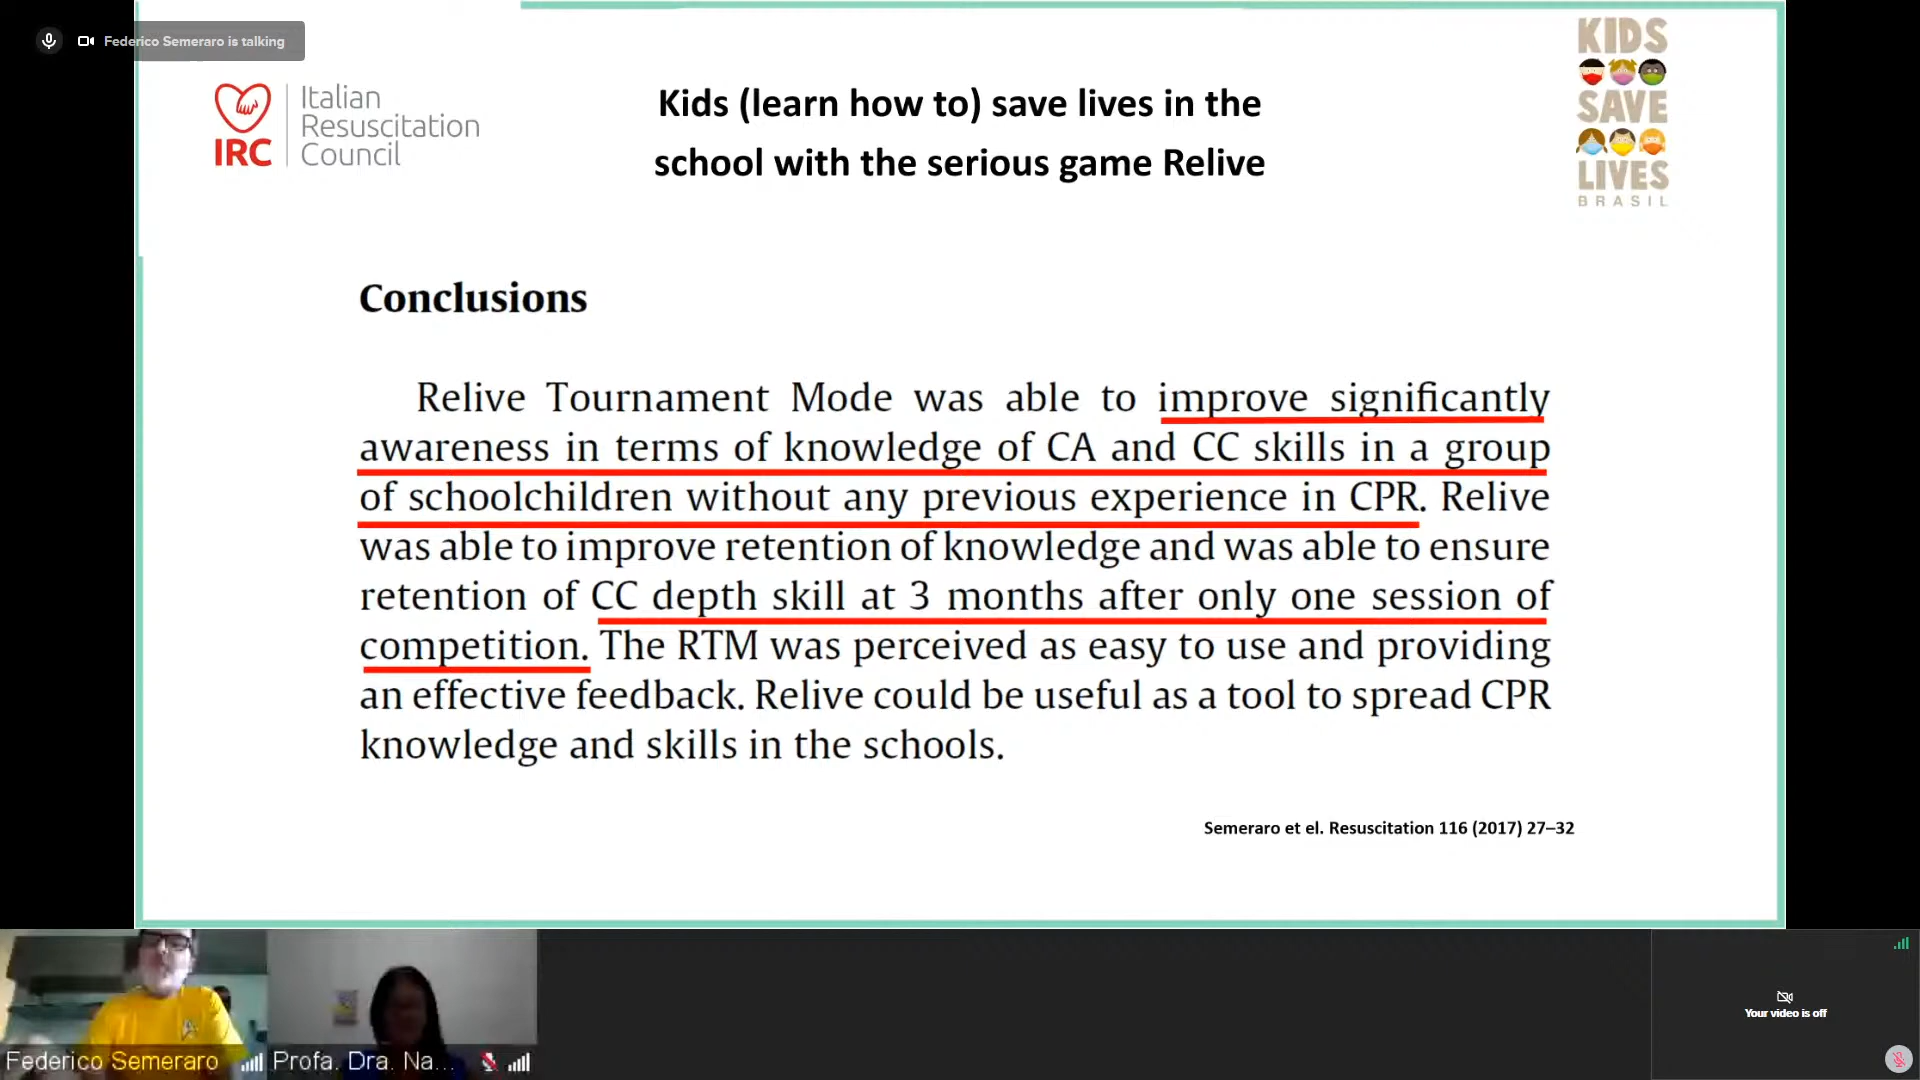 Federico Semeraro is talking
IRC
Italian
Resuscitation
Council
Kids (learn how to) save lives in the
school with the serious game Relive
KIDS
SAVE
LIVES
BRASIL
Conclusions
Relive Tournament Mode was able to improve significantly
awareness in terms of knowledge of CA and CC skills in a group
of schoolchildren without any previous experience in CPR. Relive
was able to improve retention of knowledge and was able to ensure
retention of CC depth skill at 3 months after only one session of
competition. The RTM was perceived as easy to use and providing
an effective feedback. Relive could be useful as a tool to spread CPR
knowledge and skills in the schools.
Semeraro et el. Resuscitation 116 (2017) 27–32
Federico Semeraro
Profa. Dra. Na...
Your video is off